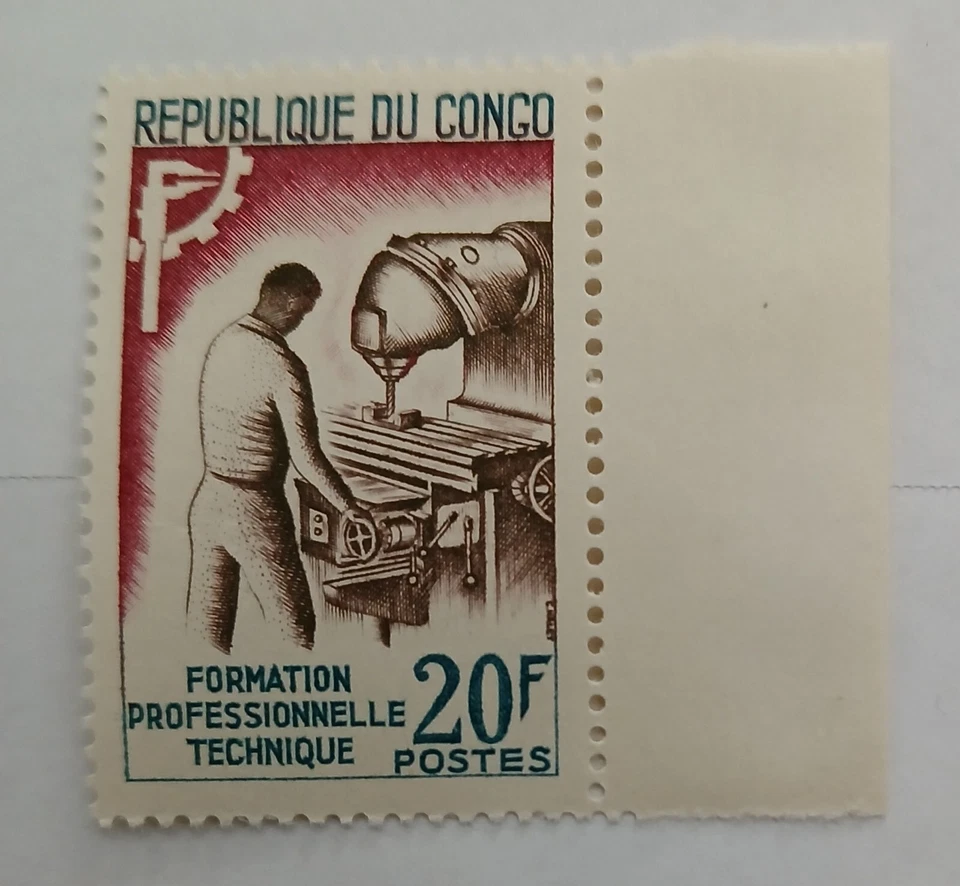 REPUBLIQUE DU CONGO
FORMATION
PROFESSIONNELLE
TECHNIQUE
20F
POSTES